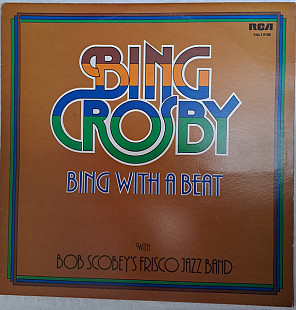 RCA
BING
CROSBY
BING WITH A BEAT
WITH
BOB SCOBEY'S FRISCO JAZZ BAND